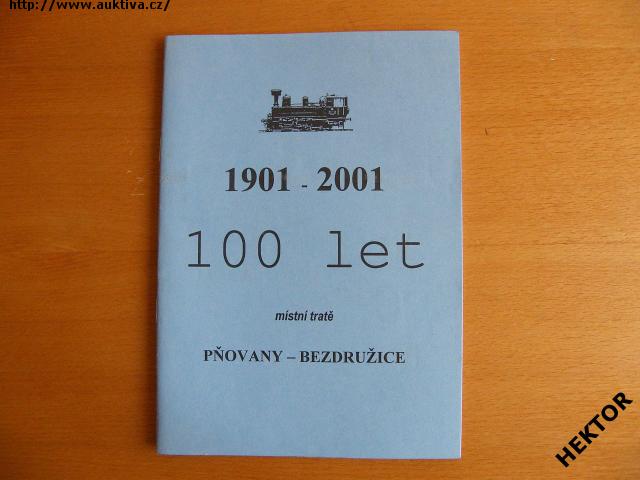 http://www.auktiva.cz/
1901 - 2001
100 let
místní tratě
PŇOVANY – BEZDRUŽICE
HEKTOR